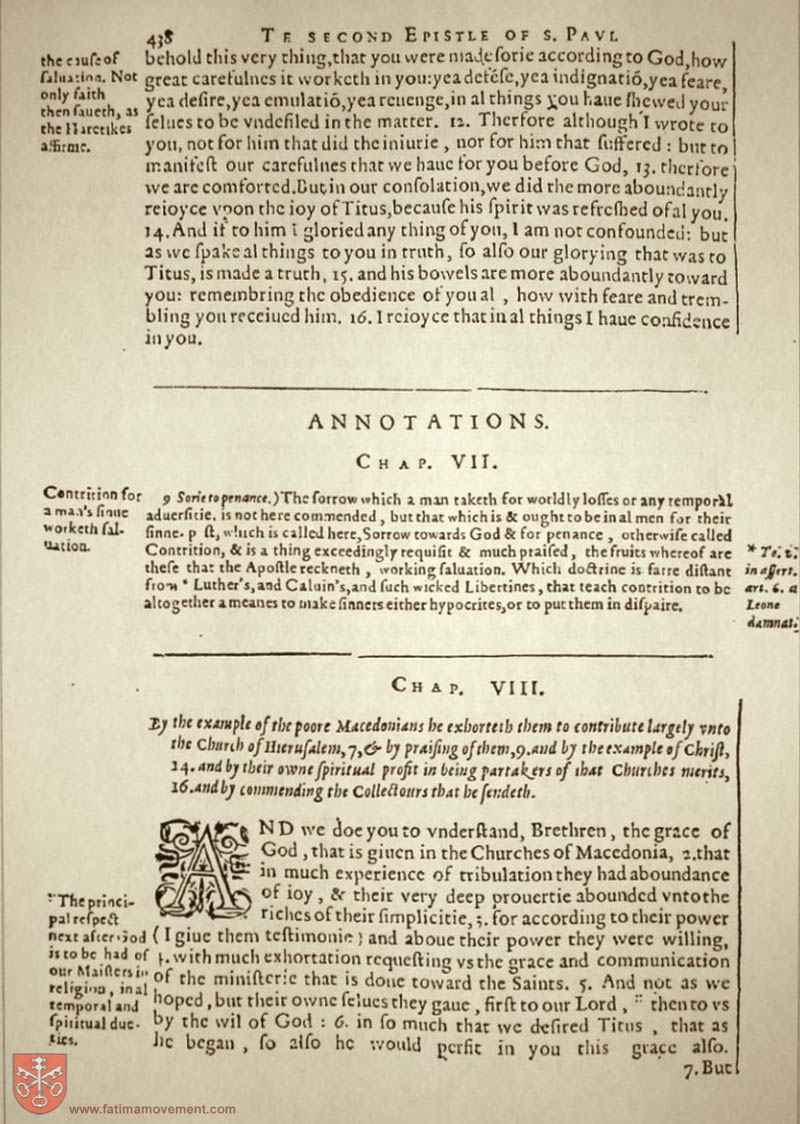 438 TE SECOND EPISTLE OF S. PAVL
the cauſe of
ſaluation. Not
only faith
then ſaueth, as
the Haretikes
affirme.
behold this very thing, that you were made ſorie according to God, how
great carefulnes it worketh in you: yea defẽſe, yea indignatiõ, yea feare,
yea deſire, yea emulatiõ, yea reuenge, in al things you haue ſhewed your
ſelues to be vndefiled in the matter. 12. Therfore although I wrote to
you, not for him that did the iniurie, nor for him that ſuffered: but to
manifeſt our carefulnes that we haue for you before God, 13. therfore
we are comforted. But in our conſolation, we did the more aboundantly
reioyce vpon the ioy of Titus, becauſe his ſpirit was refreſhed of al you.
14. And if to him I gloried any thing of you, I am not confounded: but
as we ſpake al things to you in truth, ſo alſo our glorying that was to
Titus, is made a truth, 15. and his bowels are more aboundantly toward
you: remembring the obedience of you al, how with feare and trem-
bling you receiued him. 16. I reioyce that in al things I haue confidence
in you.
ANNOTATIONS.
CHAP. VII.
Contrition for
a man's ſinne
worketh ſal-
uation.
9 Sorie to penance.) The ſorrow which a man taketh for worldly loſſes or any temporal
aduerſitie. is not here commended, but that which is & ought to be in al men for their
ſinne. p ſt, which is called here, Sorrow towards God & for penance, otherwiſe called
Contrition, & is a thing exceedingly requiſit & much praiſed, the fruits whereof are
theſe that the Apoſtle reckneth, working ſaluation. Which doctrine is farre diſtant
from * Luther's, and Caluin's, and ſuch wicked Libertines, that teach contrition to be
altogether a meanes to make ſinners either hypocrites, or to put them in diſpaire.
* To. 2.
in aſſert.
art. 6. a
Leone
damnat.
CHAP. VIII.
By the example of the poore Macedonians he exhorteth them to contribute largely vnto
the Church of Hieruſalem, 7, & by praiſing of them, 9. and by the example of Chriſt,
14. and by their owne ſpiritual profit in being partakers of that Churches merits,
16. and by commending the Collectours that he ſendeth.
AND we doe you to vnderſtand, Brethren, the grace of
God, that is giuen in the Churches of Macedonia, 2. that
in much experience of tribulation they had aboundance
of ioy, & their very deep prouertie abounded vnto the
riches of their ſimplicitie, 3. for according to their power
(I giue them teſtimonie) and aboue their power they were willing,
4. with much exhortation requeſting vs the grace and communication
of the miniſterie that is done toward the Saints. 5. And not as we
hoped, but their owne ſelues they gaue, firſt to our Lord, " then to vs
by the wil of God: 6. in ſo much that we deſired Titus, that as
he began, ſo alſo he would perfit in you this grace alſo.
" The princi-
pal reſpect
next after God
is to be had of
our Maiſters in
religion, in al
temporal and
ſpiritual due-
ties.
7. But
www.fatimamovement.com